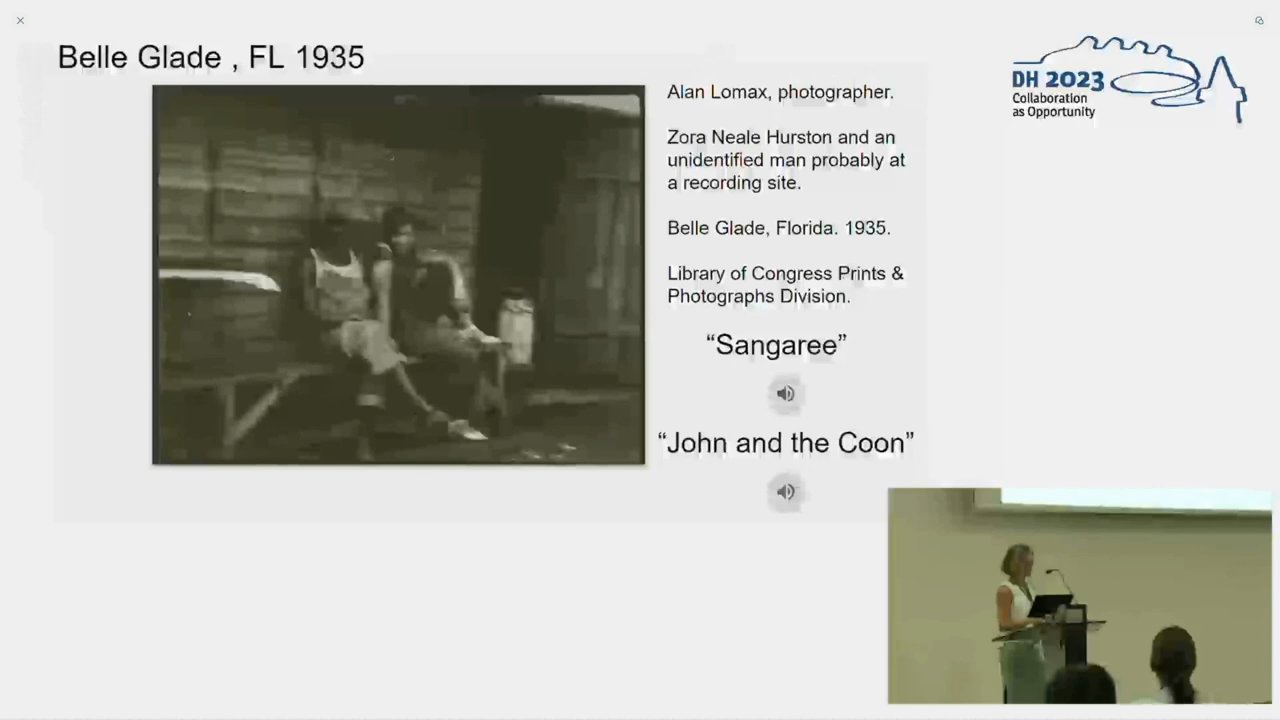 Belle Glade , FL 1935
DH 2023
Collaboration
as Opportunity
Alan Lomax, photographer.
Zora Neale Hurston and an
unidentified man probably at
a recording site.
Belle Glade, Florida. 1935.
Library of Congress Prints &
Photographs Division.
“Sangaree”
“John and the Coon”